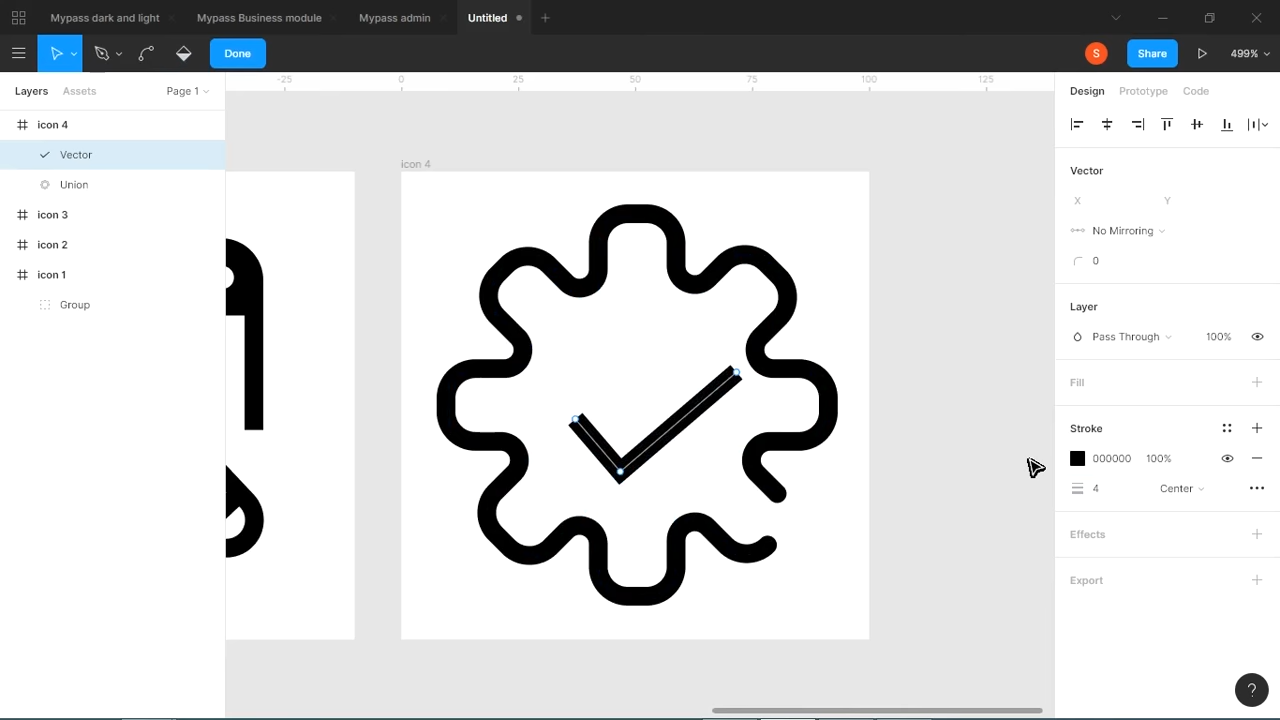 Mypass dark and light
Mypass Business module
Mypass admin
Untitled
Done
S
Share
499%
Layers
Assets
Page 1
icon 4
Vector
Union
icon 3
icon 2
icon 1
Group
-25
0
25
50
75
100
125
icon 4
Design
Prototype
Code
Vector
X
Y
No Mirroring
0
Layer
Pass Through
100%
Fill
Stroke
000000
100%
4
Center
Effects
Export
?